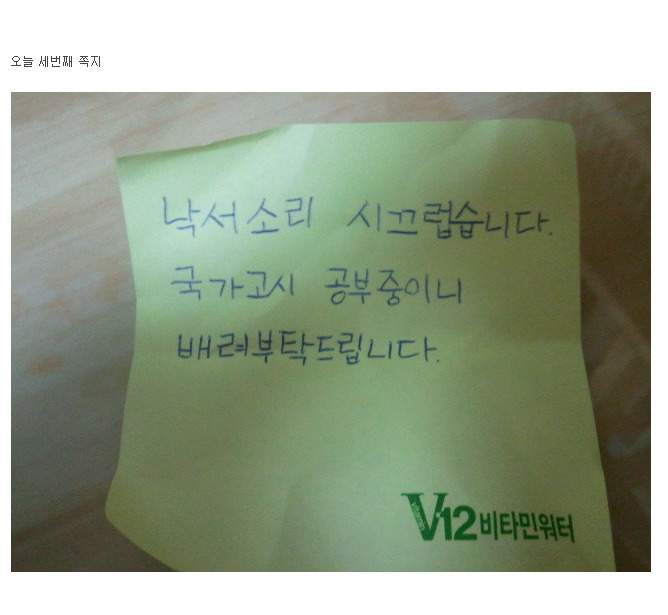 오늘 세번째 쪽지
낙서소리 시끄럽습니다.
국가고시 공부중이니
배려부탁드립니다.
V12 비타민워터